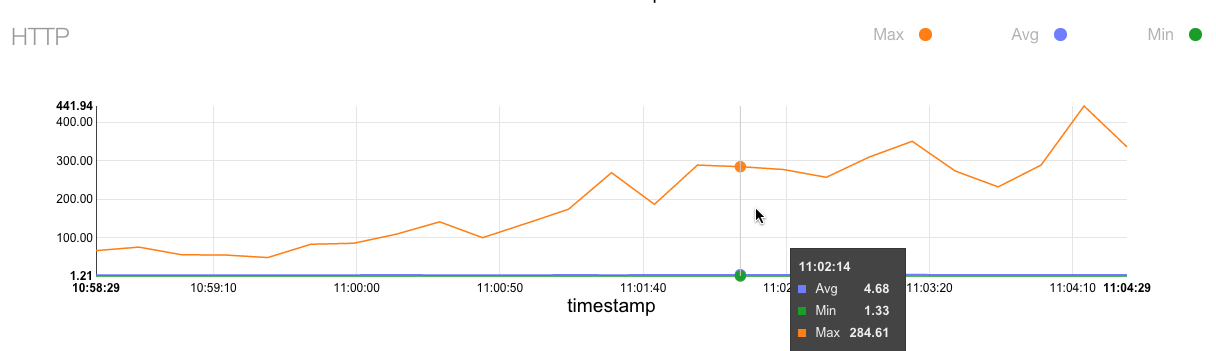 HTTP
Max
Avg
Min
441.94
400.00
300.00
200.00
100.00
1.21
10:58:29
10:59:10
11:00:00
11:00:50
11:01:40
11:02
11:03:20
11:04:10
11:04:29
timestamp
11:02:14
Avg 4.68
Min 1.33
Max 284.61